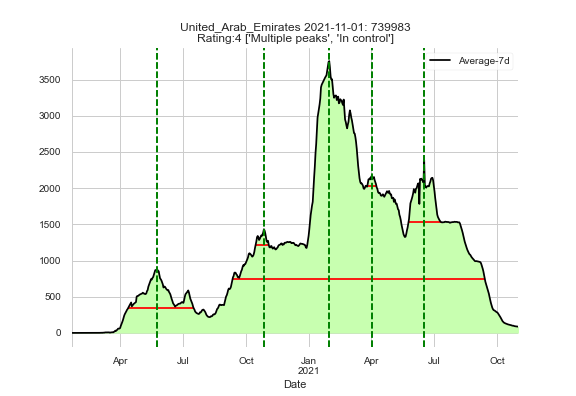 United_Arab_Emirates 2021-11-01: 739983
Rating:4 ['Multiple peaks', 'In control']
Average-7d
3500
3000
2500
2000
1500
1000
500
0
Apr Jul Oct Jan Apr Jul Oct
2021
Date